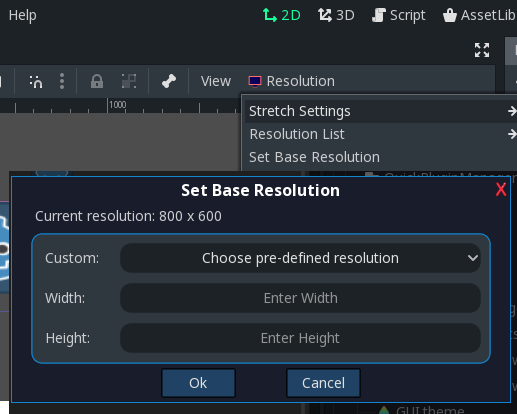 Help 2D 3D Script AssetLib
View Resolution
1000
Stretch Settings
Resolution List
Set Base Resolution
Set Base Resolution X
Current resolution: 800 x 600
Custom: Choose pre-defined resolution
Width: Enter Width
Height: Enter Height
Ok Cancel
GUI theme